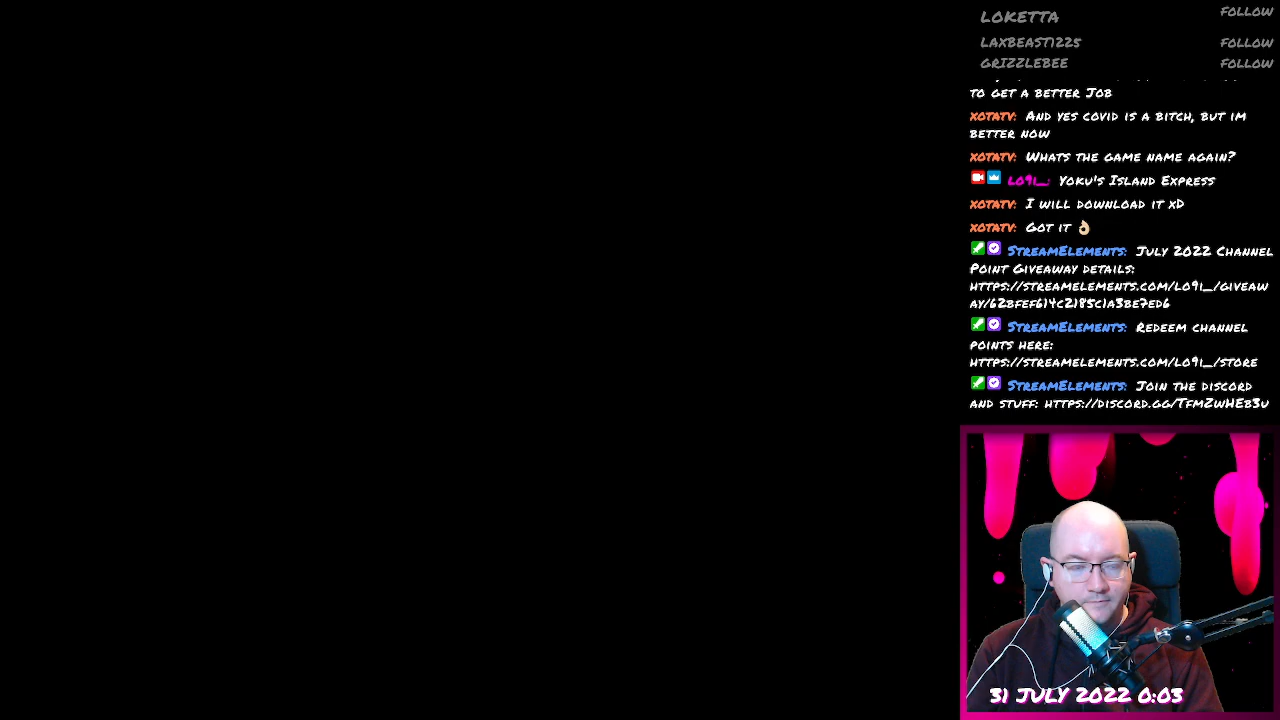 LOKETTA FOLLOW
LAXBEAST1225 FOLLOW
GRIZZLEBEE FOLLOW
TO GET A BETTER JOB
XOTATV: AND YES COVID IS A BITCH, BUT IM
BETTER NOW
XOTATV: WHATS THE GAME NAME AGAIN?
LO9I_: YOKU'S ISLAND EXPRESS
XOTATV: I WILL DOWNLOAD IT XD
XOTATV: GOT IT 👌🏼
STREAMELEMENTS: JULY 2022 CHANNEL
POINT GIVEAWAY DETAILS:
HTTPS://STREAMELEMENTS.COM/LO9I_/GIVEAW
AY/62BFEF614C2185C1A3BE7ED6
STREAMELEMENTS: REDEEM CHANNEL
POINTS HERE:
HTTPS://STREAMELEMENTS.COM/LO9I_/STORE
STREAMELEMENTS: JOIN THE DISCORD
AND STUFF: HTTPS://DISCORD.GG/TFMZWHEB3U
31 JULY 2022 0:03